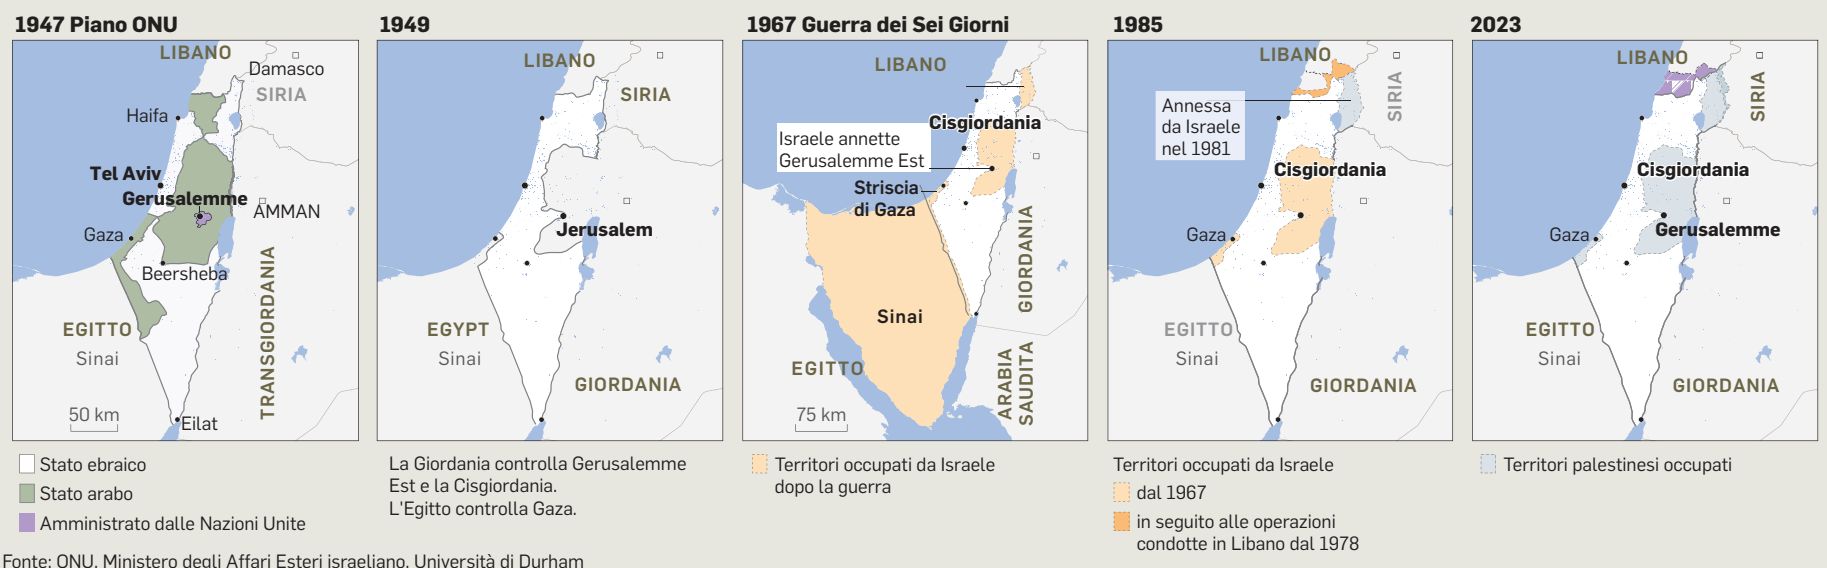 1947 Piano ONU
LIBANO
Damasco
SIRIA
Haifa
Tel Aviv
Gerusalemme
AMMAN
Gaza
Beersheba
EGITTO
Sinai
TRANSGIORDANIA
50 km
Eilat
Stato ebraico
Stato arabo
Amministrato dalle Nazioni Unite
1949
LIBANO
SIRIA
Jerusalem
EGYPT
Sinai
GIORDANIA
La Giordania controlla Gerusalemme
Est e la Cisgiordania.
L'Egitto controlla Gaza.
1967 Guerra dei Sei Giorni
LIBANO
Cisgiordania
Israele annette
Gerusalemme Est
Striscia
di Gaza
GIORDANIA
Sinai
EGITTO
ARABIA
SAUDITA
75 km
Territori occupati da Israele
dopo la guerra
1985
LIBANO
SIRIA
Annessa
da Israele
nel 1981
Cisgiordania
Gaza
EGITTO
Sinai
GIORDANIA
Territori occupati da Israele
dal 1967
in seguito alle operazioni
condotte in Libano dal 1978
2023
LIBANO
SIRIA
Cisgiordania
Gerusalemme
Gaza
EGITTO
Sinai
GIORDANIA
Territori palestinesi occupati
Fonte: ONU, Ministero degli Affari Esteri israeliano, Università di Durham